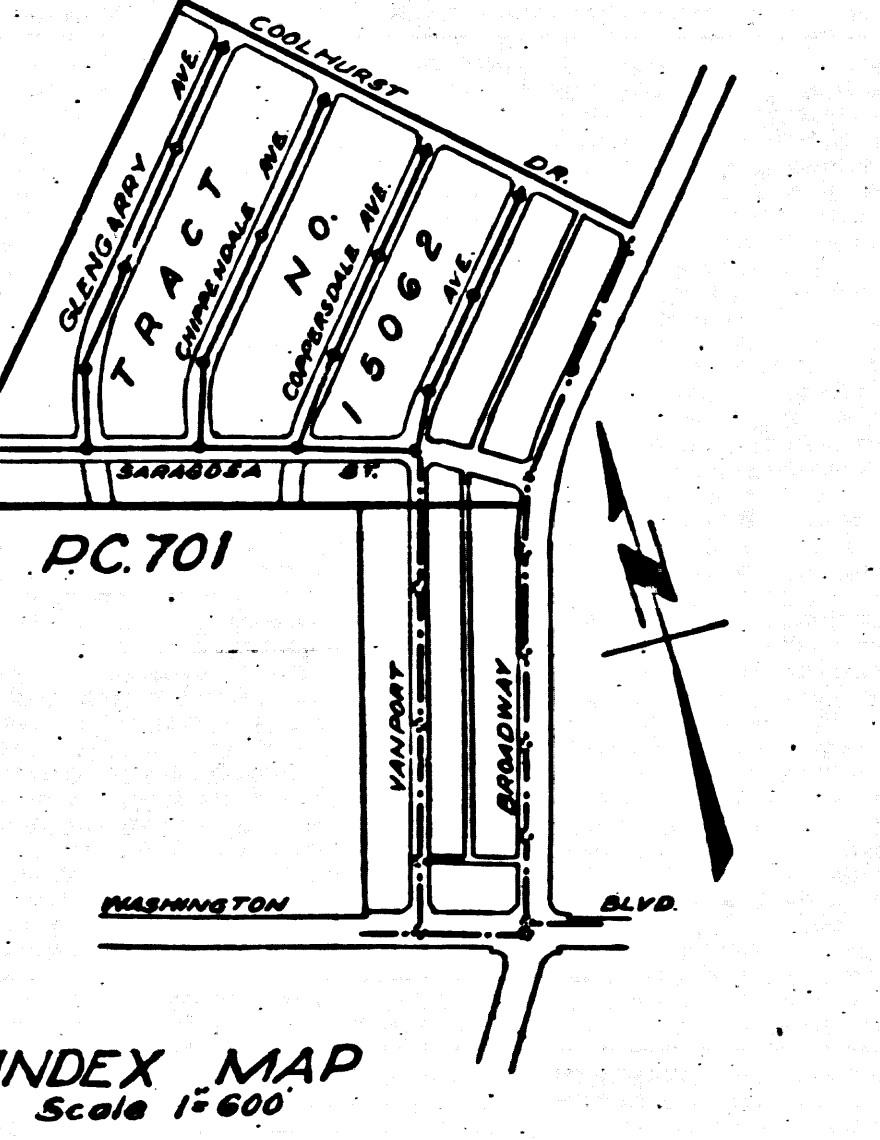 COOLHURST DR.
GLENGARRY AVE.
TRACT NO. 15062
CHIPPENDALE AVE.
COPPERSDALE AVE.
AVE.
SARAGOSA ST.
P.C. 701
N
VANPORT
BROADWAY
WASHINGTON BLVD.
INDEX MAP
Scale 1"=600'